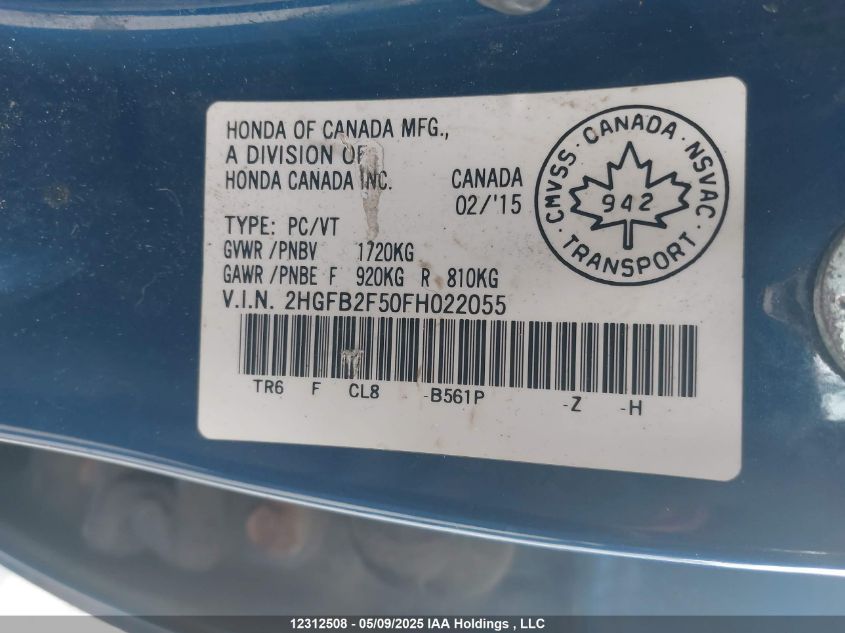 HONDA OF CANADA MFG.,
A DIVISION OF
HONDA CANADA INC.
CANADA
02/'15
TYPE: PC/VT
GVWR /PNBV 1720KG
GAWR /PNBE F 920KG R 810KG
V.I.N. 2HGFB2F50FH022055
TR6 F CL8 -B561P -Z -H
CANADA
CMVSS · NSVAC
942
TRANSPORT
12312508 - 05/09/2025 IAA Holdings , LLC